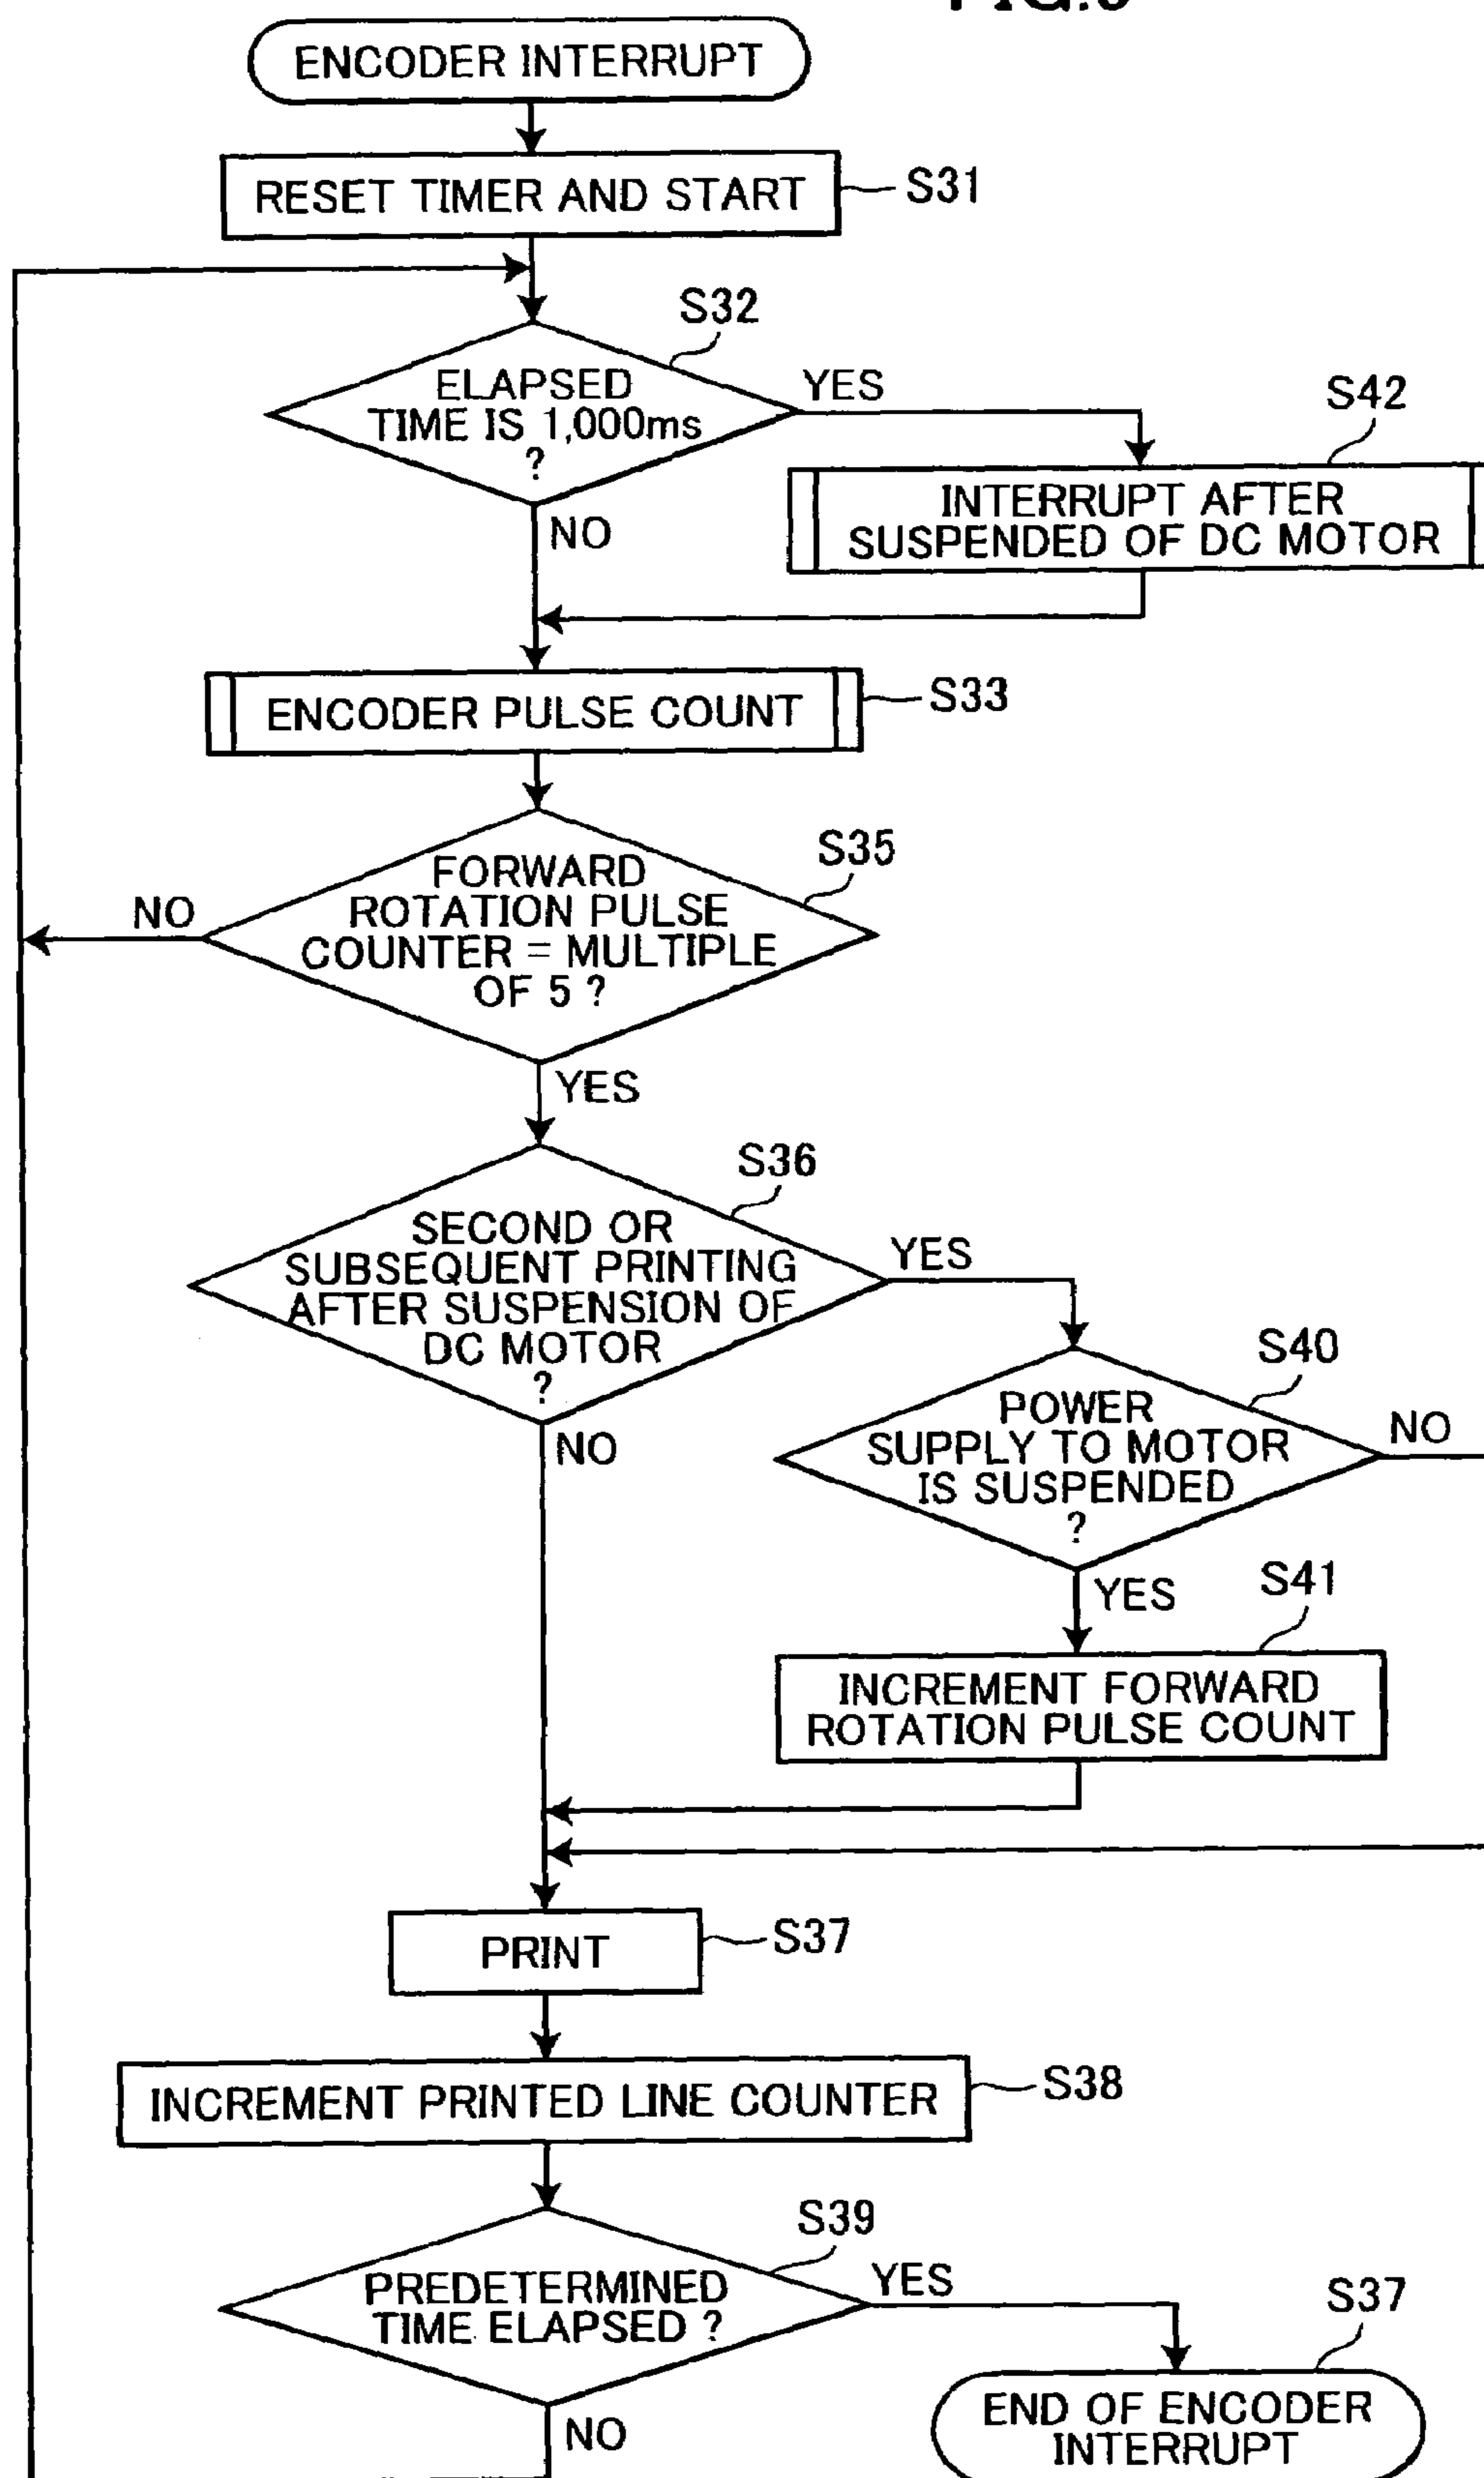 ENCODER INTERRUPT
RESET TIMER AND START
S31
S32
ELAPSED
TIME IS 1,000ms
?
YES
NO
S42
INTERRUPT AFTER
SUSPENDED OF DC MOTOR
ENCODER PULSE COUNT
S33
S35
FORWARD
ROTATION PULSE
COUNTER = MULTIPLE
OF 5 ?
NO
YES
S36
SECOND OR
SUBSEQUENT PRINTING
AFTER SUSPENSION OF
DC MOTOR
?
YES
NO
S40
POWER
SUPPLY TO MOTOR
IS SUSPENDED
?
NO
YES
S41
INCREMENT FORWARD
ROTATION PULSE COUNT
PRINT
S37
INCREMENT PRINTED LINE COUNTER
S38
S39
PREDETERMINED
TIME ELAPSED ?
YES
NO
S37
END OF ENCODER
INTERRUPT